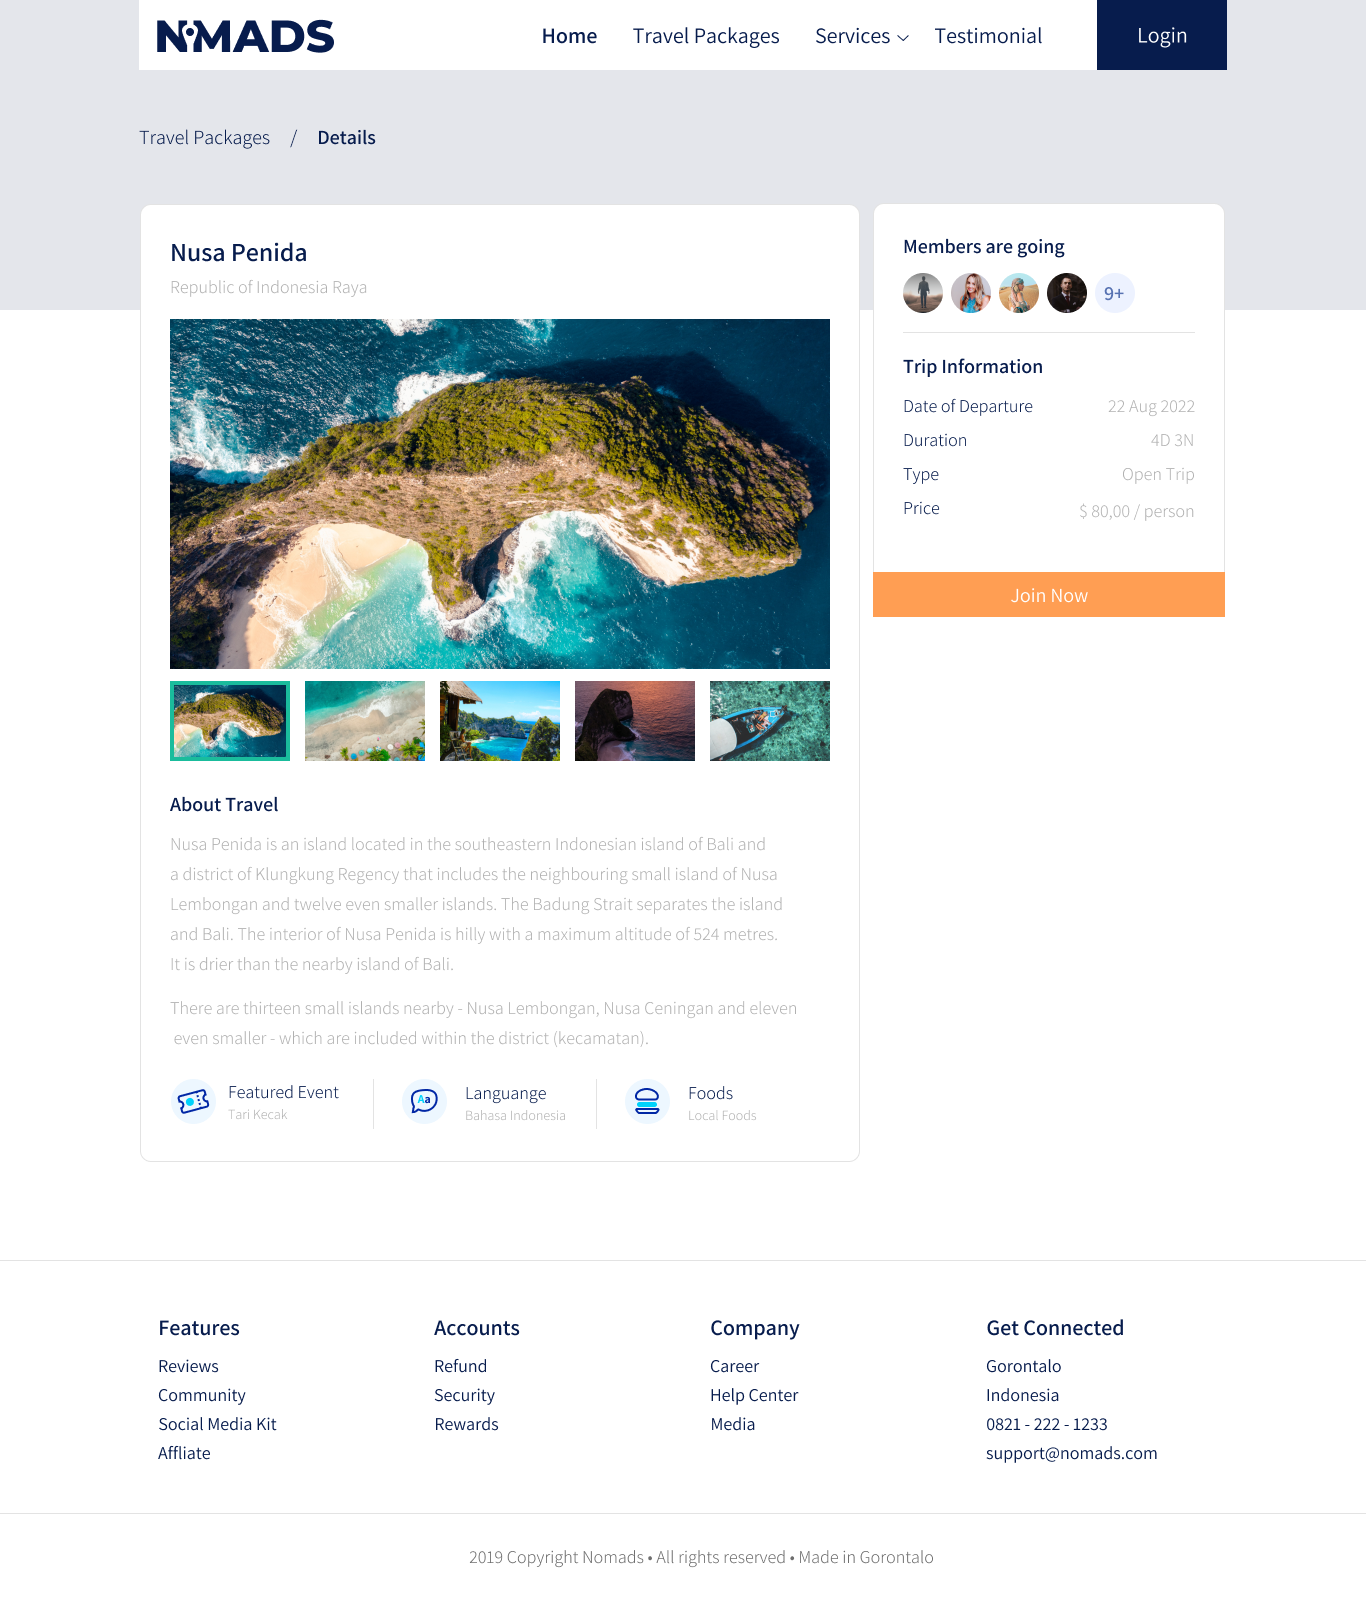 NOMADS
Home
Travel Packages
Services
Testimonial
Login
Travel Packages / Details
Nusa Penida
Republic of Indonesia Raya
About Travel
Nusa Penida is an island located in the southeastern Indonesian island of Bali and
a district of Klungkung Regency that includes the neighbouring small island of Nusa
Lembongan and twelve even smaller islands. The Badung Strait separates the island
and Bali. The interior of Nusa Penida is hilly with a maximum altitude of 524 metres.
It is drier than the nearby island of Bali.
There are thirteen small islands nearby - Nusa Lembongan, Nusa Ceningan and eleven
even smaller - which are included within the district (kecamatan).
Featured Event
Tari Kecak
Aa
Languange
Bahasa Indonesia
Foods
Local Foods
Members are going
9+
Trip Information
Date of Departure 22 Aug 2022
Duration 4D 3N
Type Open Trip
Price $ 80,00 / person
Join Now
Features
Reviews
Community
Social Media Kit
Affliate
Accounts
Refund
Security
Rewards
Company
Career
Help Center
Media
Get Connected
Gorontalo
Indonesia
0821 - 222 - 1233
support@nomads.com
2019 Copyright Nomads • All rights reserved • Made in Gorontalo